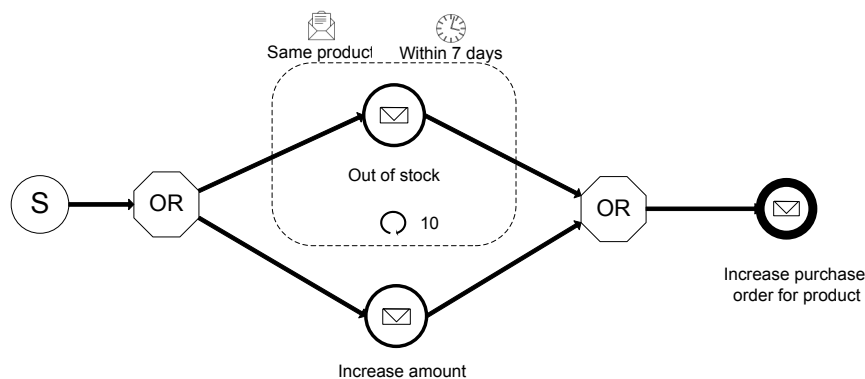 Same product
Within 7 days
S
OR
Out of stock
10
OR
Increase purchase
order for product
Increase amount